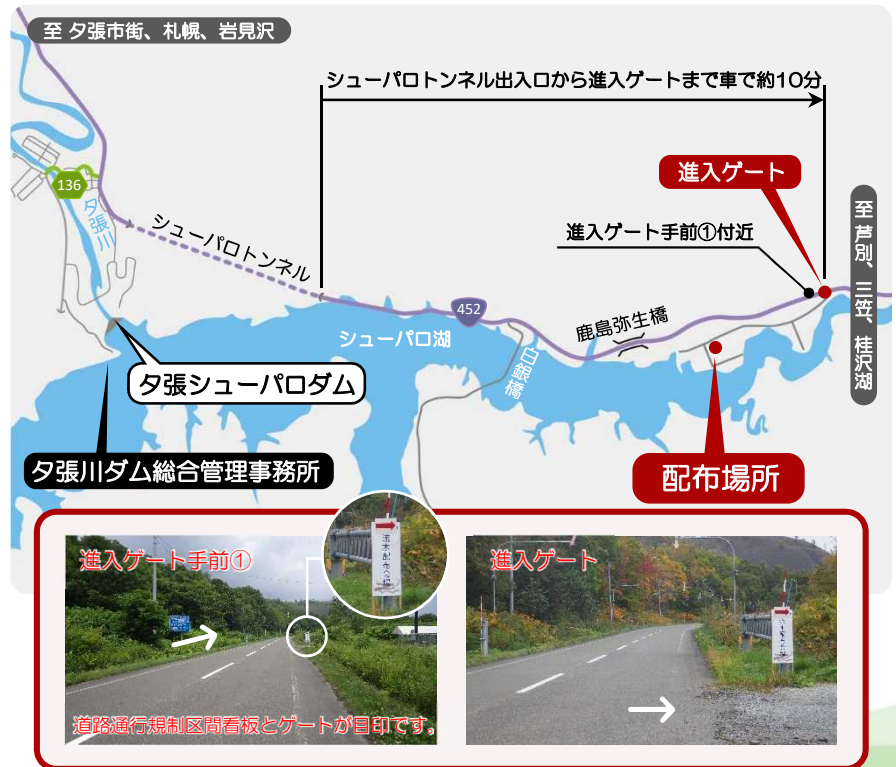 至 夕張市街、札幌、岩見沢
シューパロトンネル出入口から進入ゲートまで車で約10分
進入ゲート
136
夕張川
シューパロトンネル
進入ゲート手前①付近
至 芦別、三笠、桂沢湖
452
シューパロ湖
鹿島弥生橋
白銀橋
夕張シューパロダム
配布場所
夕張川ダム総合管理事務所
進入ゲート手前①
流木配布会場
進入ゲート
道路通行規制区間看板とゲートが目印です。